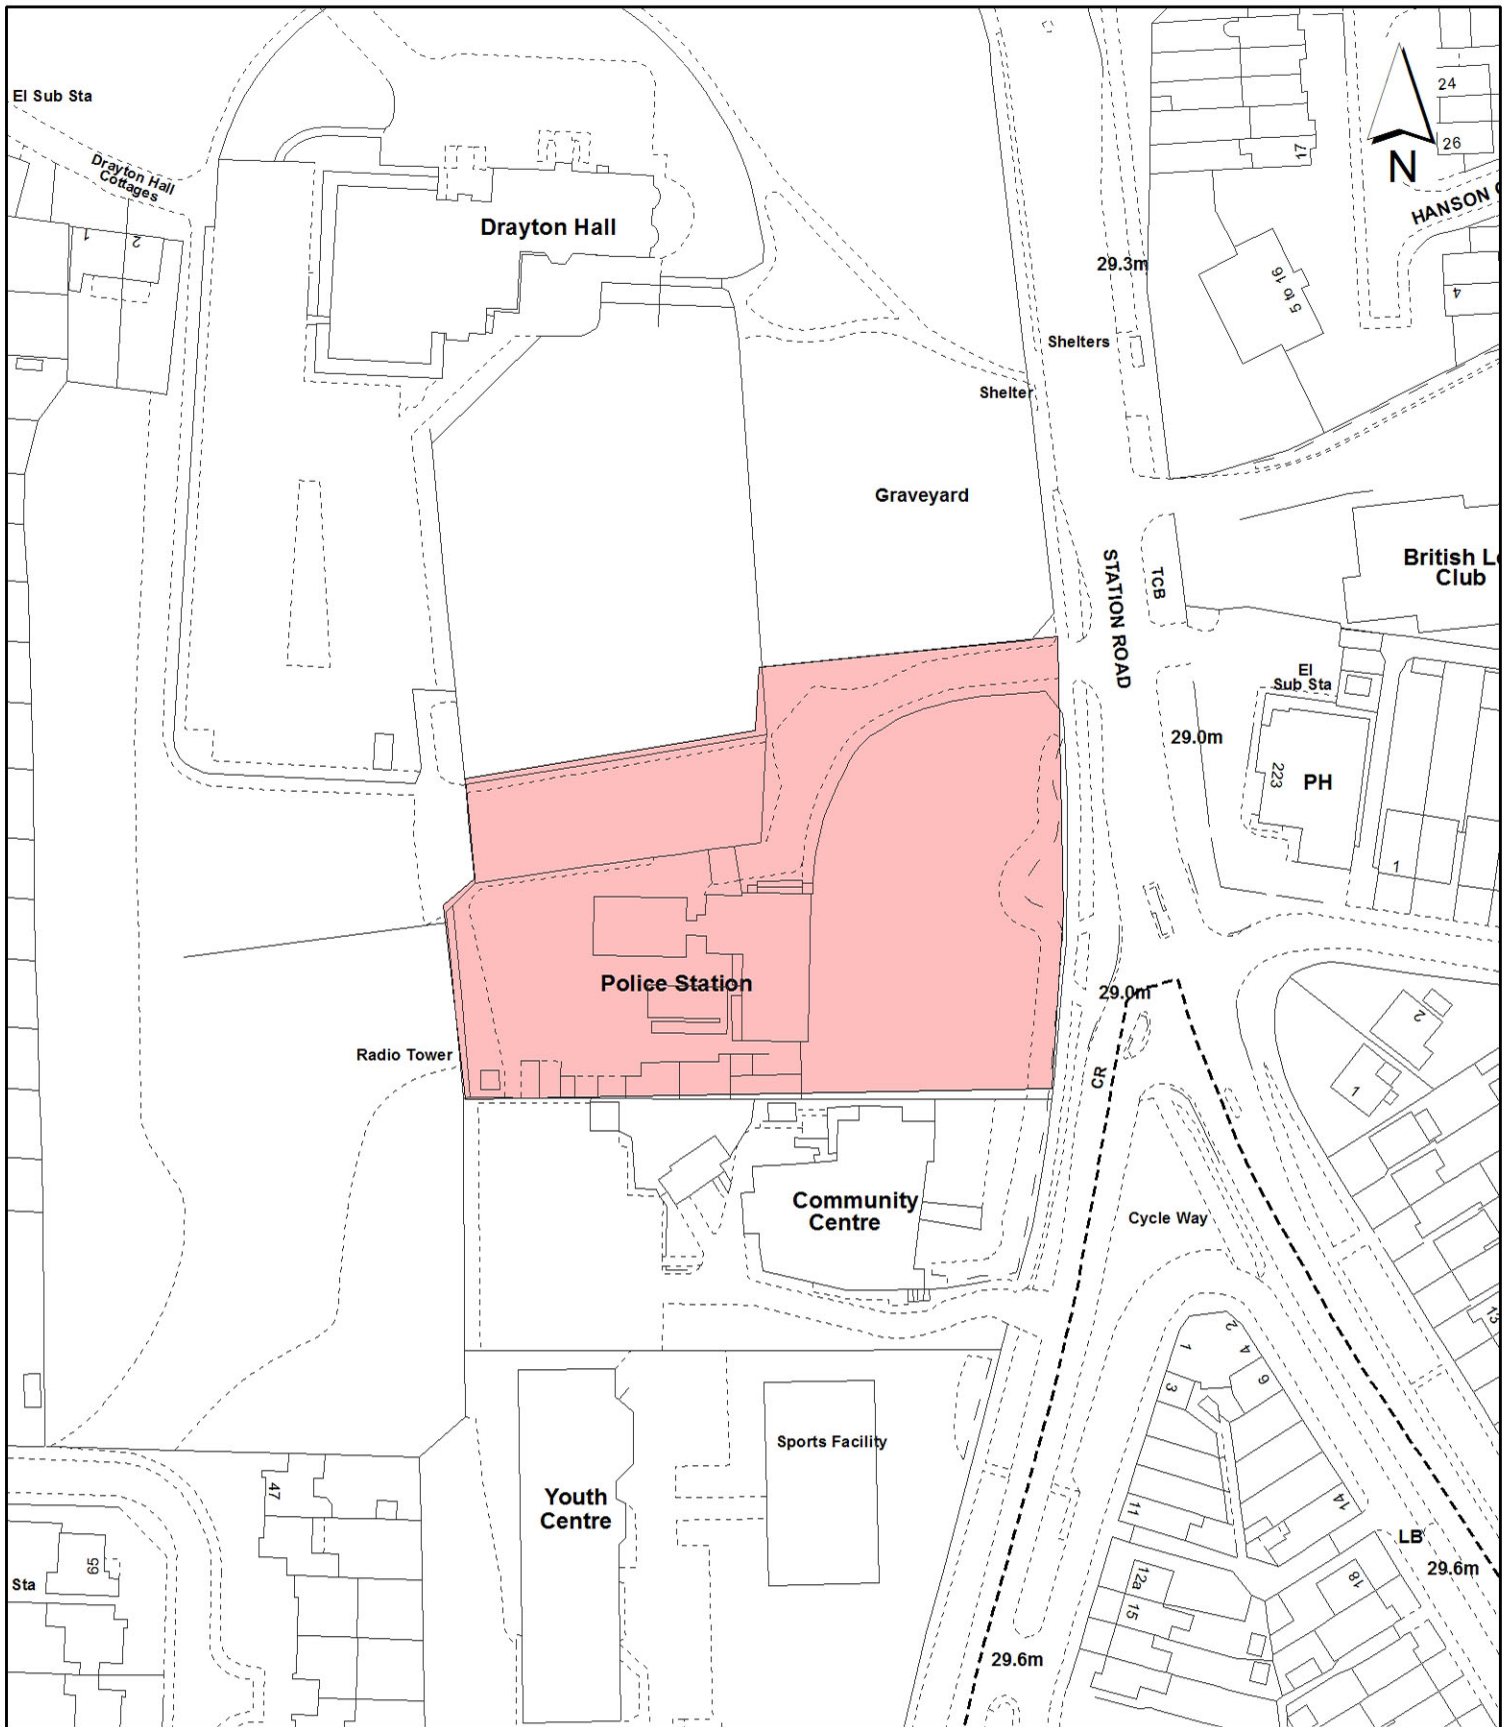 El Sub Sta
24
26
N
17
Drayton Hall
Cottages
HANSON
1
2
Drayton Hall
29.3m
5 to 16
4
Shelters
Shelter
Graveyard
STATION ROAD
TCB
British L
Club
El
Sub Sta
29.0m
223
PH
1
Police Station
29.0m
2
Radio Tower
CR
1
Community
Centre
Cycle Way
1
2
4
6
3
13
Sports Facility
47
Youth
Centre
11
14
LB
65
Sta
12a
15
18
29.6m
29.6m